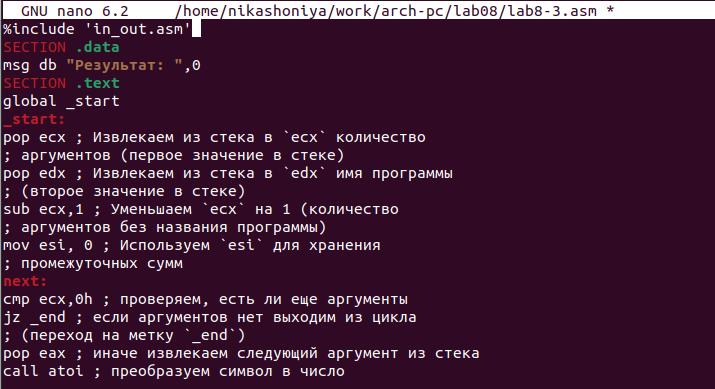 GNU nano 6.2 /home/nikashoniya/work/arch-pc/lab08/lab8-3.asm *
%include 'in_out.asm'
SECTION .data
msg db "Результат: ",0
SECTION .text
global _start
_start:
pop ecx ; Извлекаем из стека в `ecx` количество
; аргументов (первое значение в стеке)
pop edx ; Извлекаем из стека в `edx` имя программы
; (второе значение в стеке)
sub ecx,1 ; Уменьшаем `ecx` на 1 (количество
; аргументов без названия программы)
mov esi, 0 ; Используем `esi` для хранения
; промежуточных сумм
next:
cmp ecx,0h ; проверяем, есть ли еще аргументы
jz _end ; если аргументов нет выходим из цикла
; (переход на метку `_end`)
pop eax ; иначе извлекаем следующий аргумент из стека
call atoi ; преобразуем символ в число